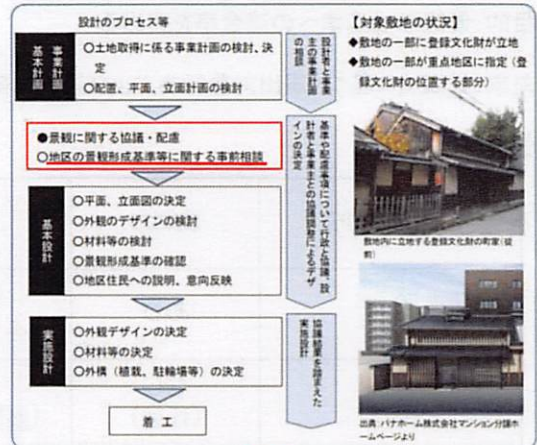 設計のプロセス等
事業計画
基本計画
○土地取得に係る事業計画の検討、決
定
○配置、平面、立面計画の検討
設計者と事業
主の事業計画
の相談
●景観に関する協議・配慮
○地区の景観形成基準等に関する事前相談
基本設計
○平面、立面図の決定
○外観のデザインの検討
○材料等の検討
○景観形成基準の確認
○地区住民への説明、意向反映
基準や配慮事項について行政と協議、設
計者と事業主との協議調整によるデザ
インの決定
実施設計
○外観デザインの決定
○材料等の決定
○外構（植栽、駐輪場等）の決定
協議結果を踏まえた
実施設計
着 工
【対象敷地の状況】
◆敷地の一部に登録文化財が立地
◆敷地の一部が重点地区に指定（登
録文化財の位置する部分）
敷地内に立地する登録文化財の町家（従
前）
出典：パナホーム株式会社マンション分譲ホ
ームページより